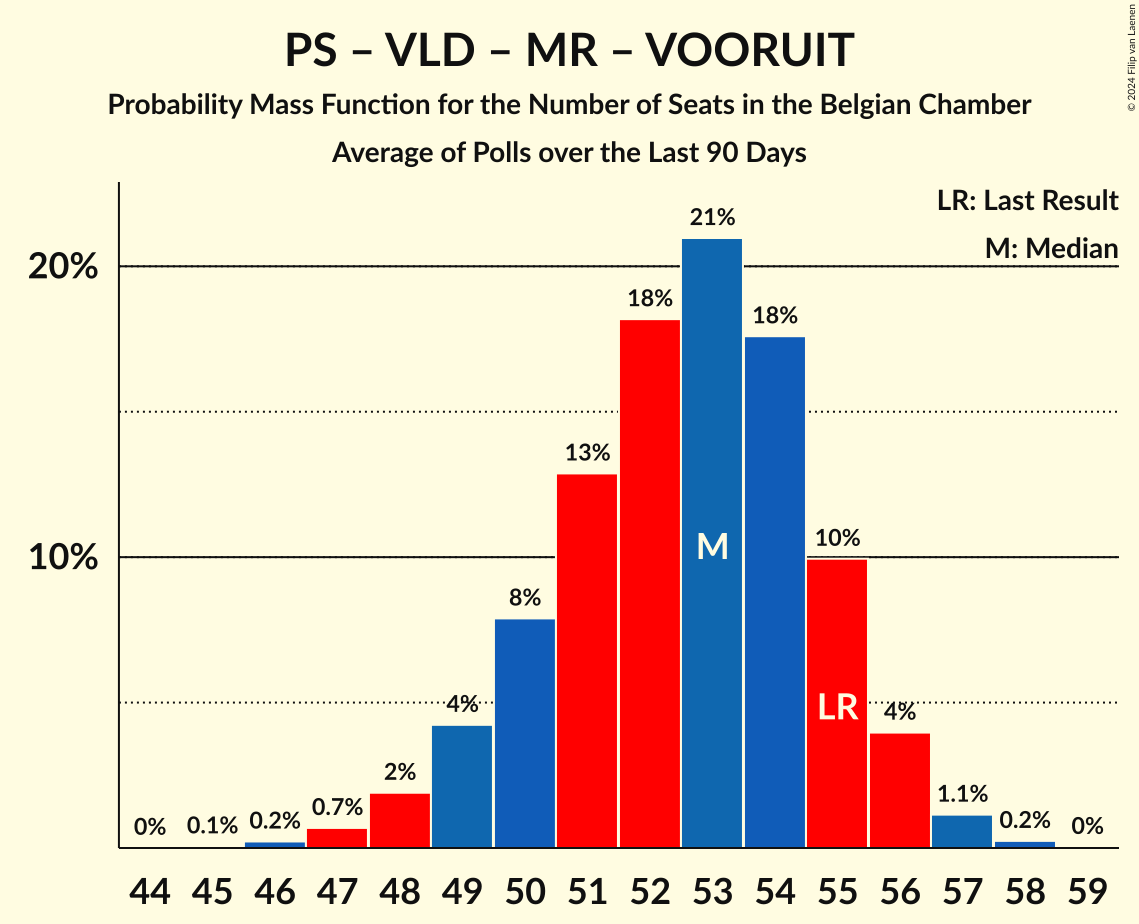 PS – VLD – MR – VOORUIT
Probability Mass Function for the Number of Seats in the Belgian Chamber
Average of Polls over the Last 90 Days
© 2024 Filip van Laenen
LR: Last Result
M: Median
20%
10%
0% 0.1% 0.2% 0.7% 2% 4% 8% 13% 18% 21% 18% 10% 4% 1.1% 0.2% 0%
M
LR
44 45 46 47 48 49 50 51 52 53 54 55 56 57 58 59